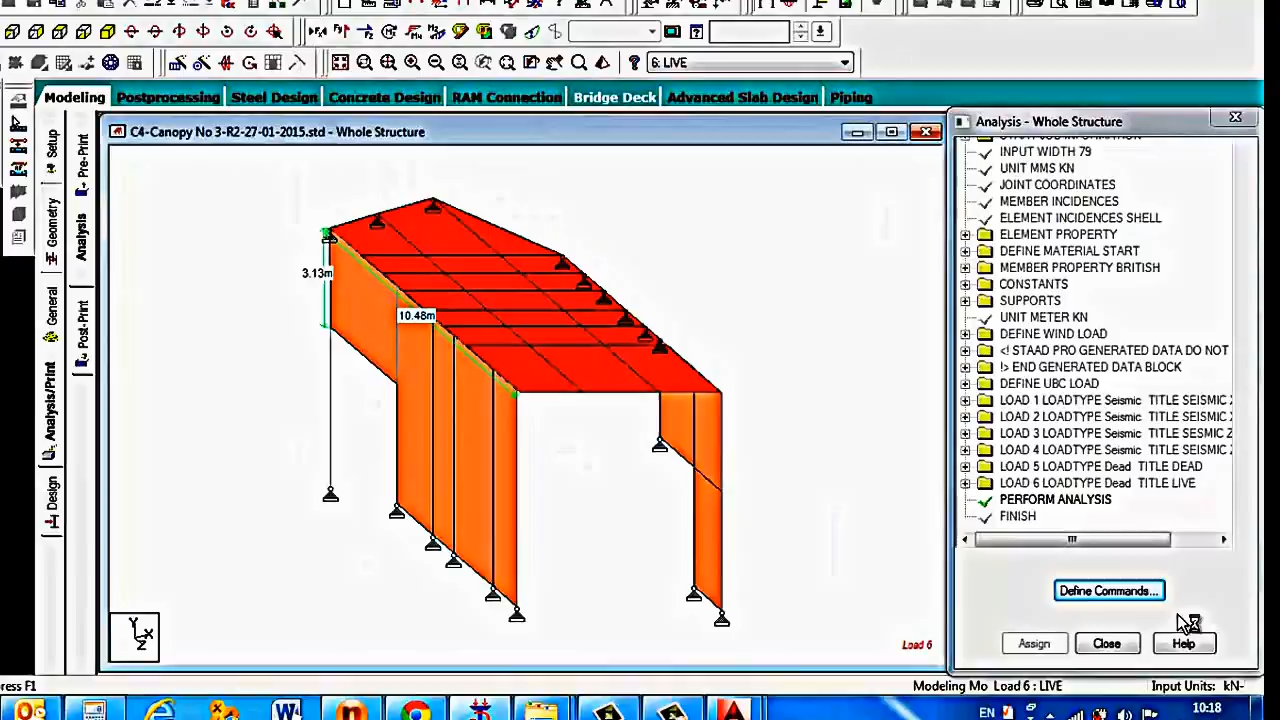 6: LIVE
Modeling Postprocessing Steel Design Concrete Design RAM Connection Bridge Deck Advanced Slab Design Piping
C4-Canopy No 3-R2-27-01-2015.std - Whole Structure
Setup
Geometry
General
Analysis/Print
Design
Pre-Print
Analysis
Post-Print
3.13m
10.48m
Y
X
Z
Load 6
Analysis - Whole Structure
INPUT WIDTH 79
UNIT MMS KN
JOINT COORDINATES
MEMBER INCIDENCES
ELEMENT INCIDENCES SHELL
ELEMENT PROPERTY
DEFINE MATERIAL START
MEMBER PROPERTY BRITISH
CONSTANTS
SUPPORTS
UNIT METER KN
DEFINE WIND LOAD
<! STAAD PRO GENERATED DATA DO NOT
!> END GENERATED DATA BLOCK
DEFINE UBC LOAD
LOAD 1 LOADTYPE Seismic TITLE SEISMIC X
LOAD 2 LOADTYPE Seismic TITLE SEISMIC X
LOAD 3 LOADTYPE Seismic TITLE SESMIC Z
LOAD 4 LOADTYPE Seismic TITLE SEISMIC Z
LOAD 5 LOADTYPE Dead TITLE DEAD
LOAD 6 LOADTYPE Dead TITLE LIVE
PERFORM ANALYSIS
FINISH
Define Commands...
Assign Close Help
ress F1
Modeling Mo Load 6 : LIVE Input Units: kN-
EN 10:18